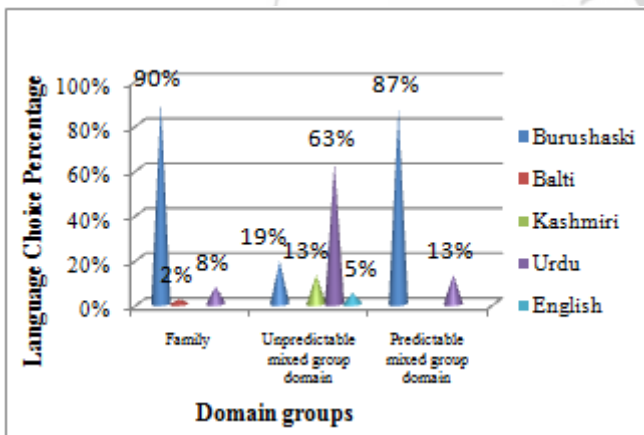 Language Choice Percentage
100%
80%
60%
40%
20%
0%
90%
2%
8%
19%
13%
63%
5%
87%
13%
Family
Unpredictable
mixed group
domain
Predictable
mixed group
domain
Domain groups
Burushaski
Balti
Kashmiri
Urdu
English